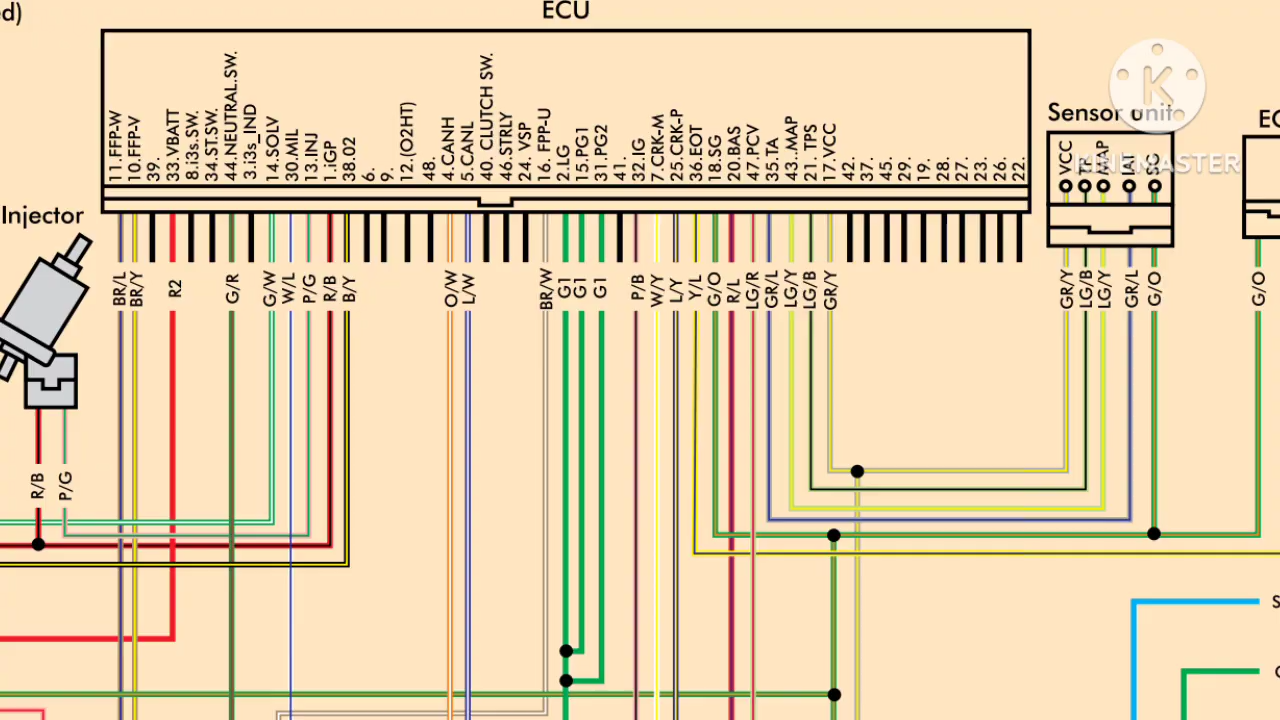 ed)
ECU
11. FFP-W
10. FFP-V
39.
33. VBATT
8.i3s.SW.
34. ST.SW.
44. NEUTRAL.SW.
3.i3s_IND
14.SOLV
30.MIL
13.INJ
1.IGP
38.02
6.
9.
12.(O2HT)
48.
4.CANH
5.CANL
40. CLUTCH SW.
46.STRLY
24. VSP
16. FPP-U
2.LG
15.PG1
31.PG2
41.
32.IG
7.CRK-M
25.CRK-P
36.EOT
18.SG
20.BAS
47.PCV
35.TA
43. MAP
21. TPS
17.VCC
42.
37.
45.
29.
19.
28.
27.
23.
26.
22.
K
Sensor unit
KINEMASTER
VCC
TP
MAP
IAT
SG
EC
Injector
BR/L
BR/Y
R2
G/R
G/W
W/L
P/G
R/B
B/Y
O/W
L/W
BR/W
G1
G1
G1
P/B
W/Y
L/Y
Y/L
G/O
R/L
LG/R
GR/L
LG/Y
LG/B
GR/Y
GR/Y
LG/B
LG/Y
GR/L
G/O
G/O
R/B
P/G